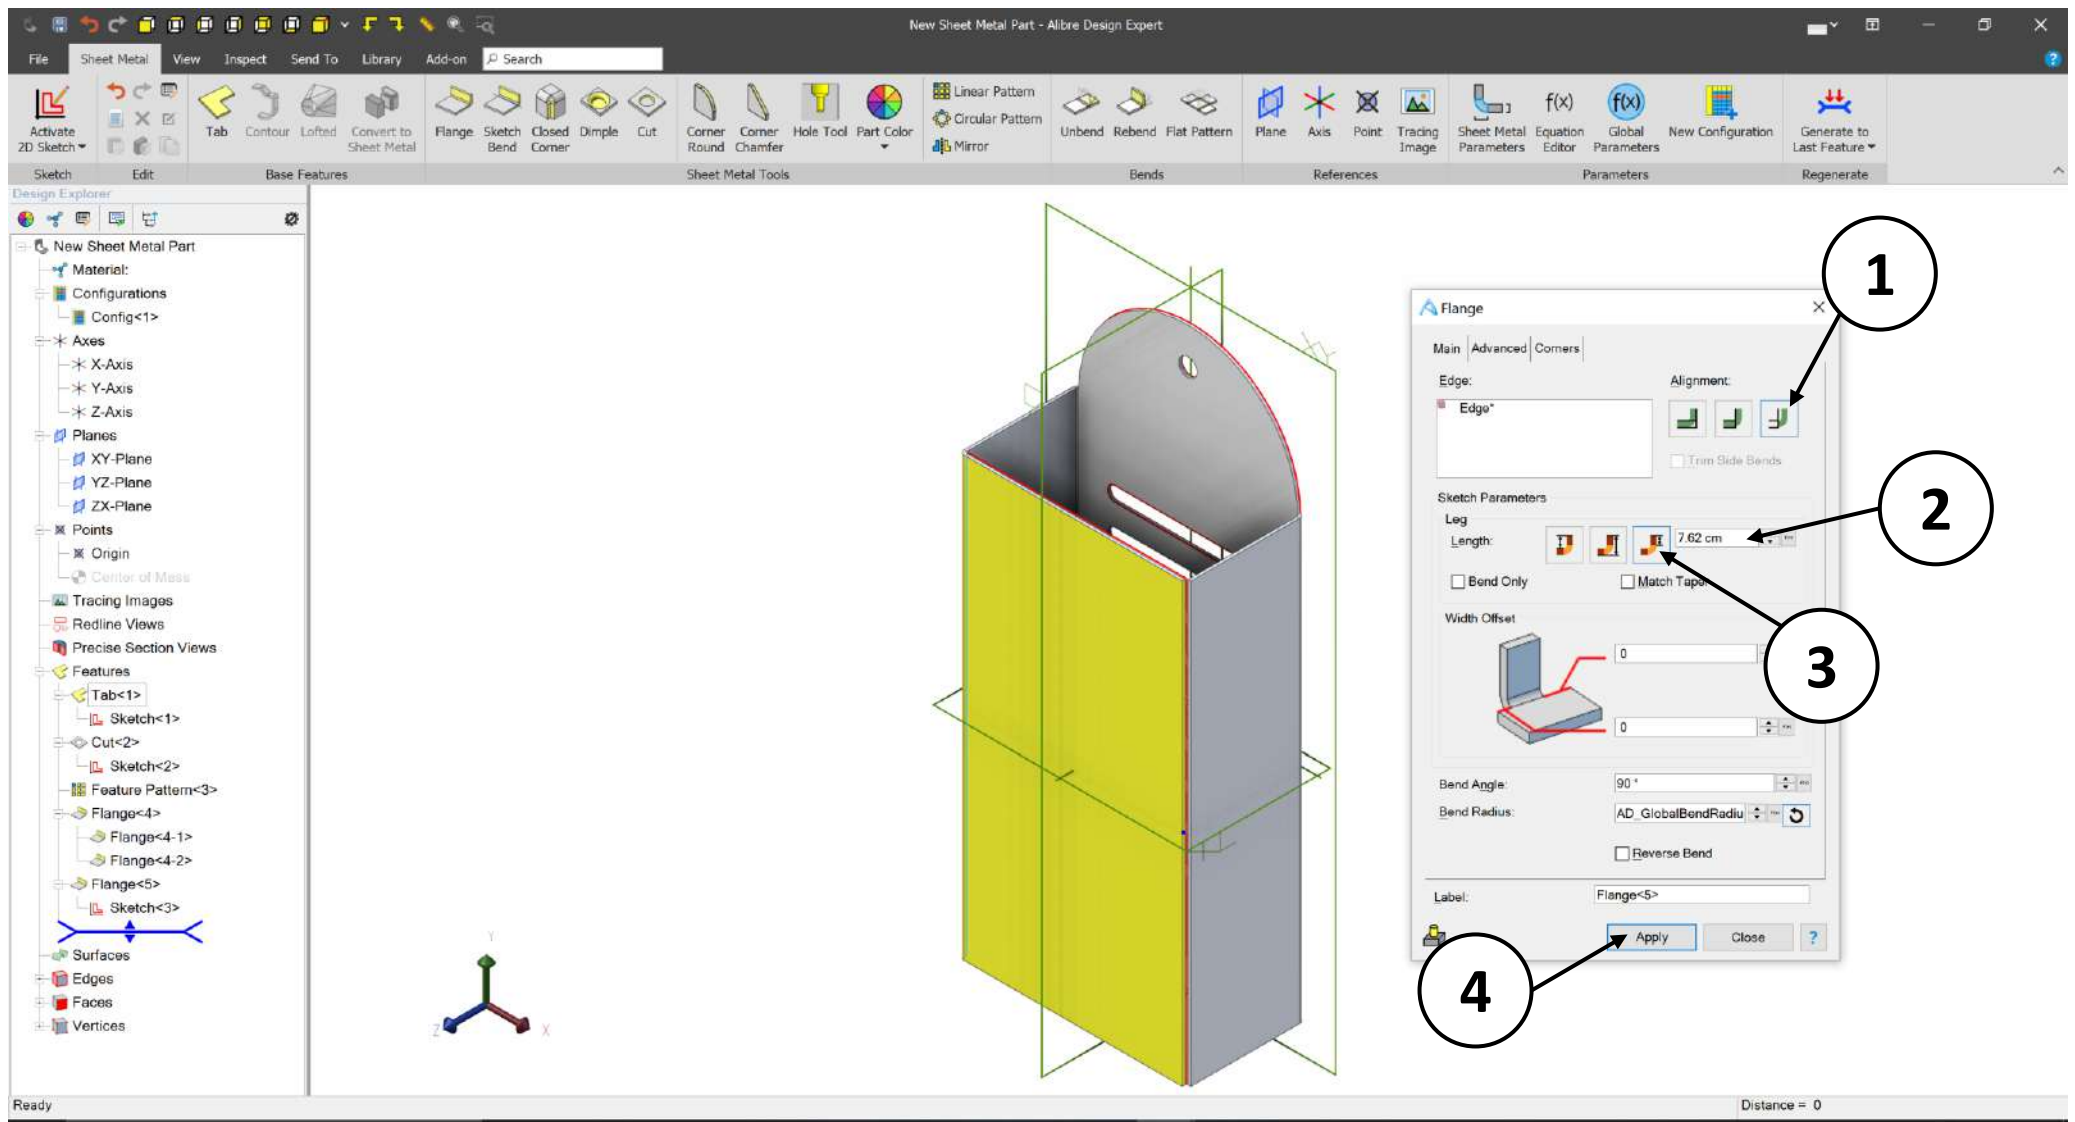 New Sheet Metal Part - Alibre Design Expert
File Sheet Metal View Inspect Send To Library Add-on Search
Activate 2D Sketch
Tab Contour Lofted Convert to Sheet Metal
Flange Sketch Bend Closed Corner Dimple Cut
Corner Round Corner Chamfer Hole Tool Part Color
Linear Pattern
Circular Pattern
Mirror
Unbend Rebend Flat Pattern
Plane Axis Point Tracing Image
Sheet Metal Parameters f(x) Equation Editor f(x) Global Parameters New Configuration
Generate to Last Feature
Sketch Edit Base Features Sheet Metal Tools Bends References Parameters Regenerate
Design Explorer
New Sheet Metal Part
Material:
Configurations
Config<1>
Axes
X-Axis
Y-Axis
Z-Axis
Planes
XY-Plane
YZ-Plane
ZX-Plane
Points
Origin
Center of Mass
Tracing Images
Redline Views
Precise Section Views
Features
Tab<1>
Sketch<1>
Cut<2>
Sketch<2>
Feature Pattern<3>
Flange<4>
Flange<4-1>
Flange<4-2>
Flange<5>
Sketch<3>
Surfaces
Edges
Faces
Vertices
Y
Z X
1
Flange
Main Advanced Corners
Edge: Alignment:
Edge*
Trim Side Bends
2
Sketch Parameters
Leg
Length: 7.62 cm
Bend Only Match Taper
3
Width Offset
0
0
Bend Angle: 90 °
Bend Radius: AD_GlobalBendRadiu
Reverse Bend
Label: Flange<5>
Apply Close ?
4
Ready Distance = 0